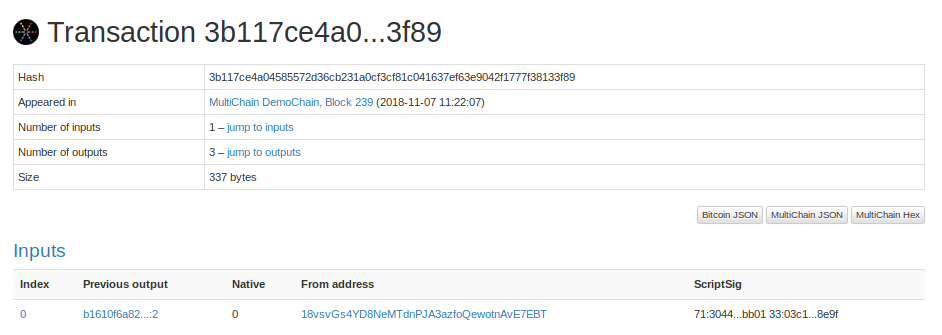 Transaction 3b117ce4a0...3f89
Hash 3b117ce4a04585572d36cb231a0cf3cf81c041637ef63e9042f1777f38133f89
Appeared in MultiChain DemoChain, Block 239 (2018-11-07 11:22:07)
Number of inputs 1 – jump to inputs
Number of outputs 3 – jump to outputs
Size 337 bytes
Bitcoin JSON MultiChain JSON MultiChain Hex
Inputs
Index Previous output Native From address ScriptSig
0 b1610f6a82...:2 0 18vsvGs4YD8NeMTdnPJA3azfoQewotnAvE7EBT 71:3044...bb01 33:03c1...8e9f